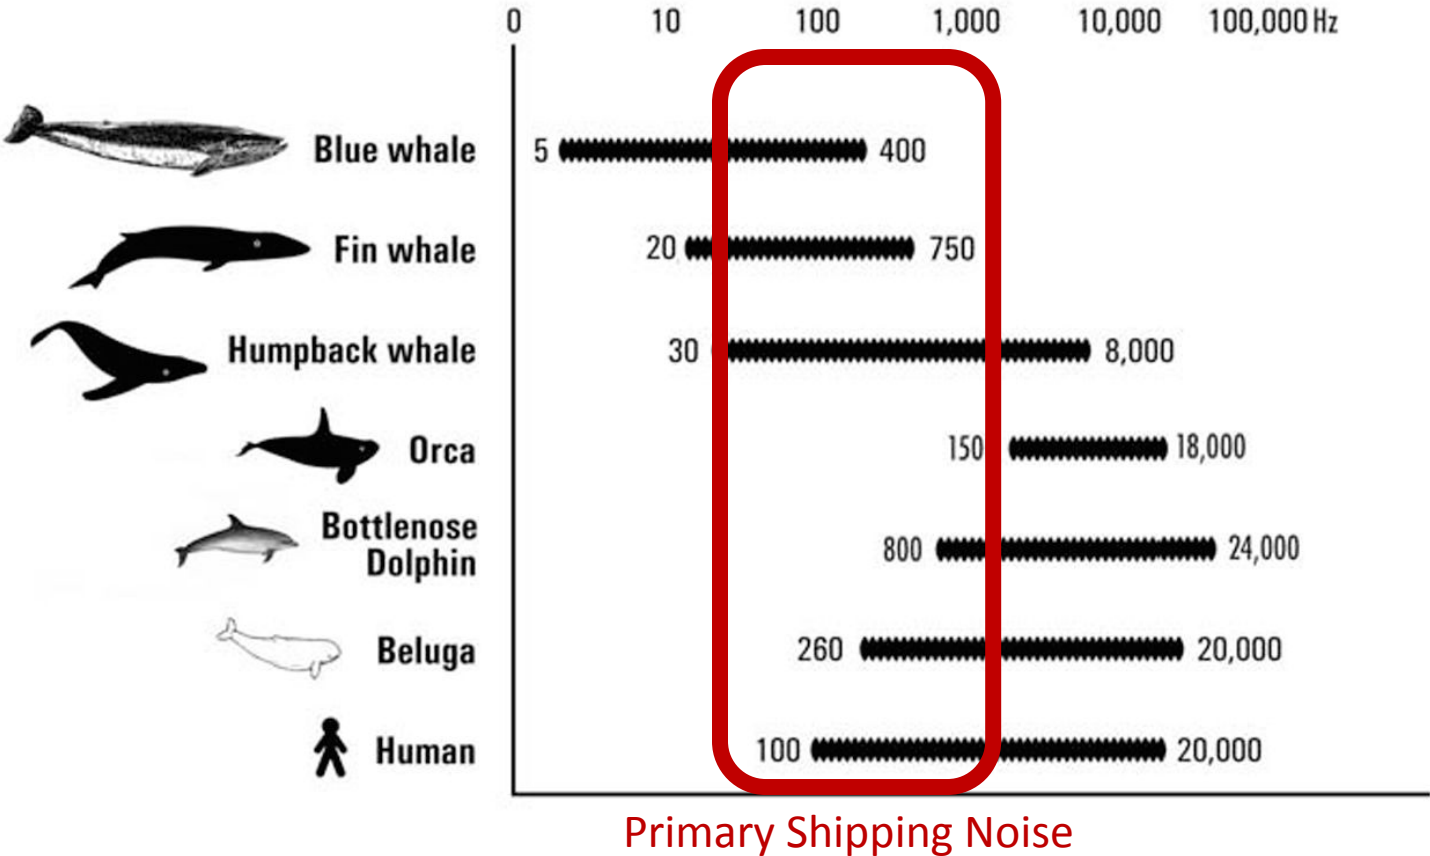 0 10 100 1,000 10,000 100,000 Hz
Blue whale 5 400
Fin whale 20 750
Humpback whale 30 8,000
Orca 150 18,000
Bottlenose
Dolphin 800 24,000
Beluga 260 20,000
Human 100 20,000
Primary Shipping Noise